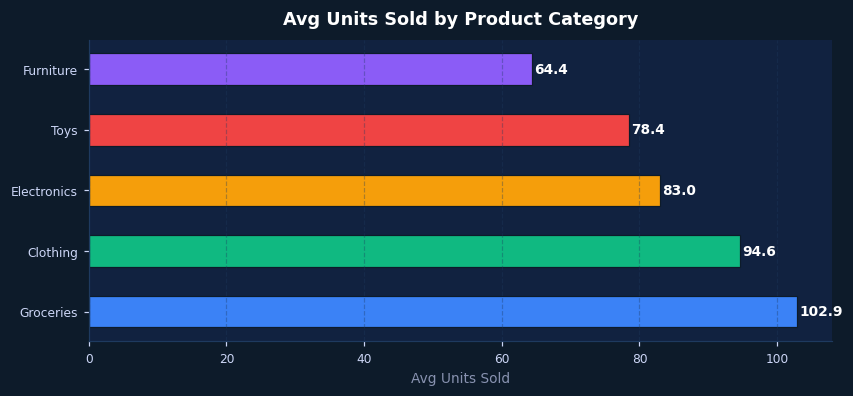 Avg Units Sold by Product Category
Furniture
64.4
Toys
78.4
Electronics
83.0
Clothing
94.6
Groceries
102.9
0 20 40 60 80 100
Avg Units Sold